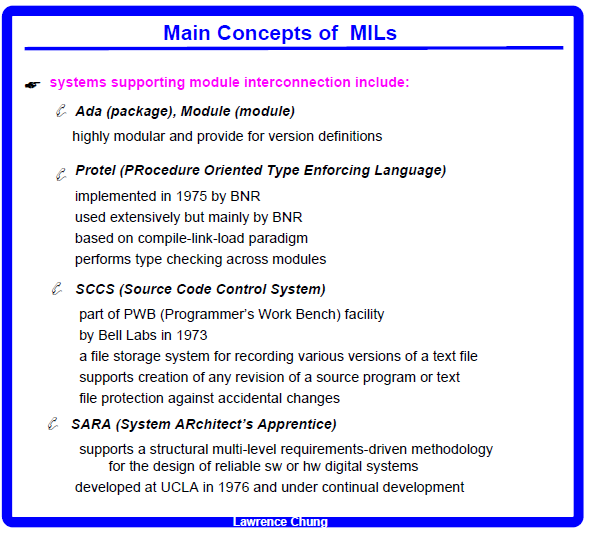 Main Concepts of MILs
systems supporting module interconnection include:
Ada (package), Module (module)
highly modular and provide for version definitions
Protel (PRocedure Oriented Type Enforcing Language)
implemented in 1975 by BNR
used extensively but mainly by BNR
based on compile-link-load paradigm
performs type checking across modules
SCCS (Source Code Control System)
part of PWB (Programmer's Work Bench) facility
by Bell Labs in 1973
a file storage system for recording various versions of a text file
supports creation of any revision of a source program or text
file protection against accidental changes
SARA (System ARchitect's Apprentice)
supports a structural multi-level requirements-driven methodology
for the design of reliable sw or hw digital systems
developed at UCLA in 1976 and under continual development
Lawrence Chung